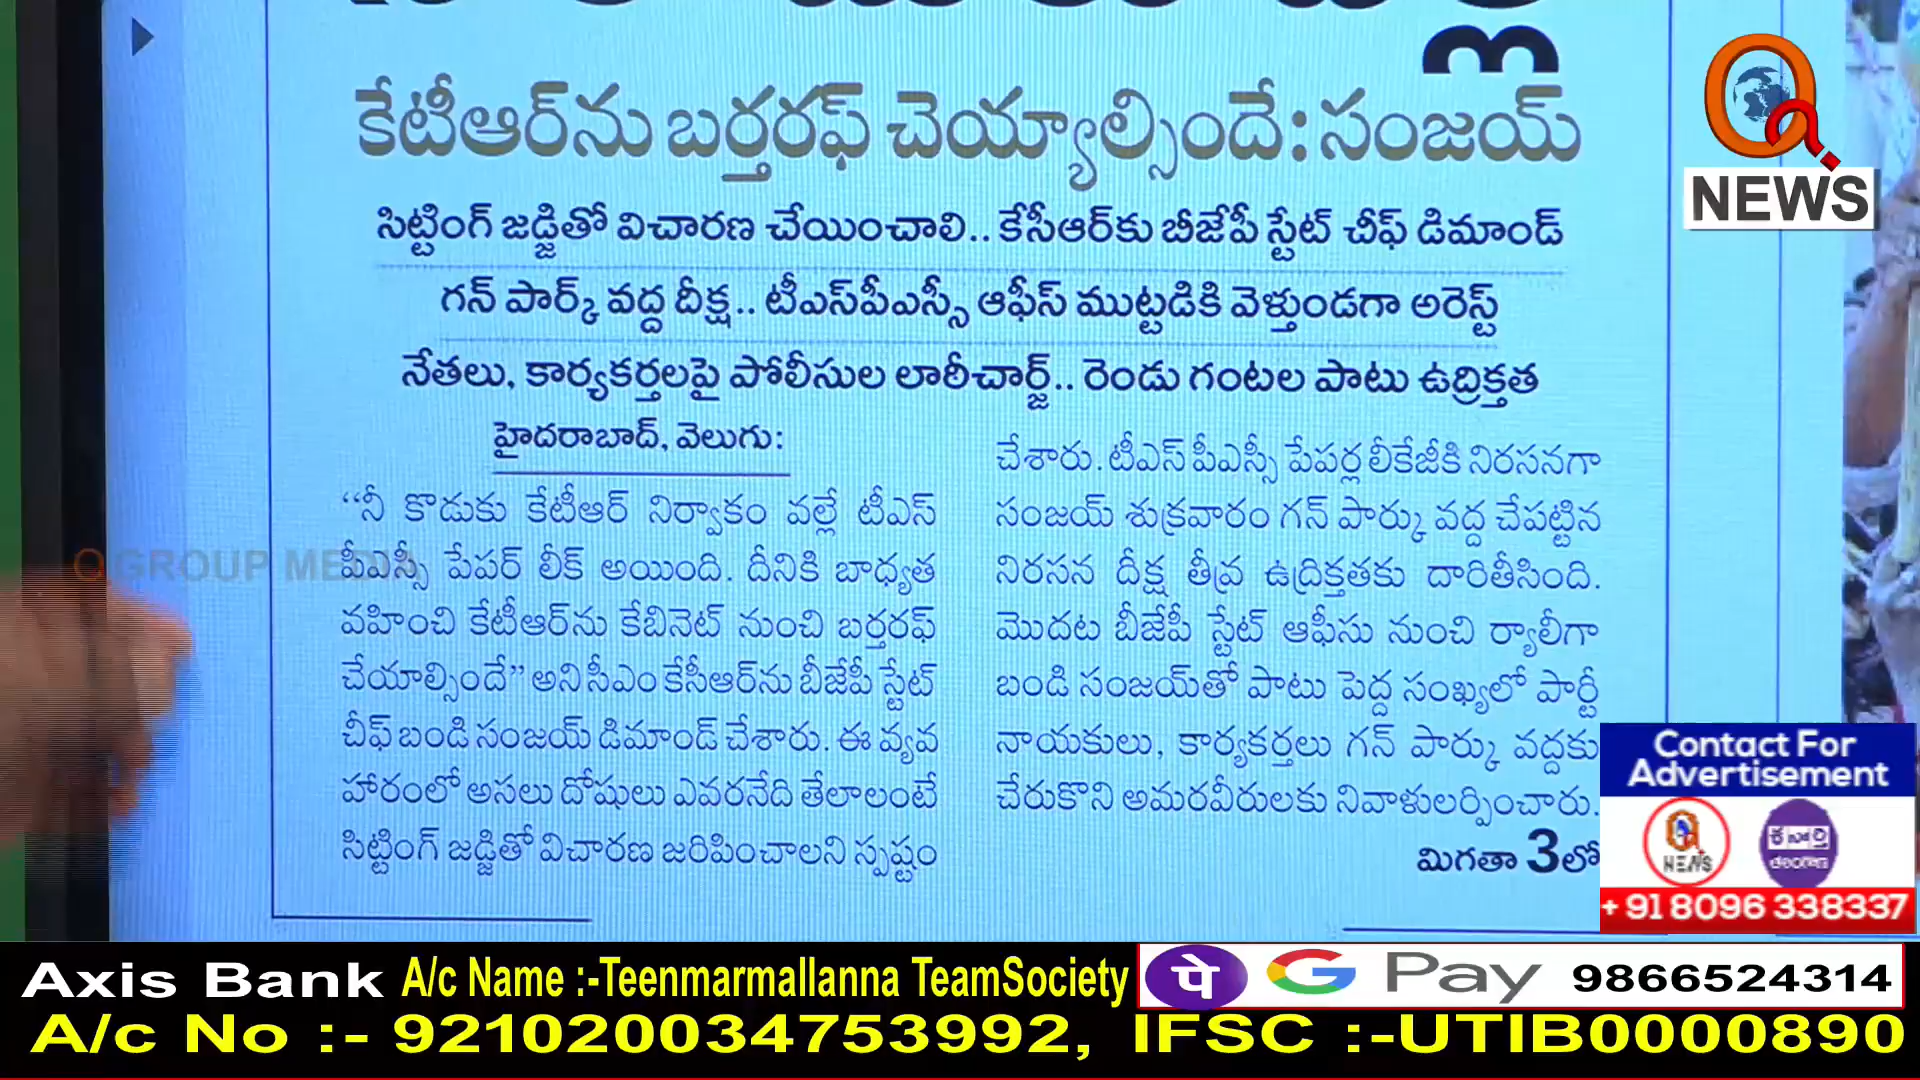 కేటీఆర్‌ను బర్తరఫ్ చెయ్యాల్సిందే: సంజయ్
సిట్టింగ్ జడ్జితో విచారణ చేయించాలి.. కేసీఆర్‌కు బీజేపీ స్టేట్ చీఫ్ డిమాండ్
గన్ పార్క్ వద్ద దీక్ష.. టీఎస్‌పీఎస్సీ ఆఫీస్ ముట్టడికి వెళ్తుండగా అరెస్ట్
నేతలు, కార్యకర్తలపై పోలీసుల లాఠీచార్జ్.. రెండు గంటల పాటు ఉద్రిక్తత
హైదరాబాద్, వెలుగు:
“నీ కొడుకు కేటీఆర్ నిర్వాకం వల్లే టీఎస్
పీఎస్సీ పేపర్ లీక్ అయింది. దీనికి బాధ్యత
వహించి కేటీఆర్‌ను కేబినెట్ నుంచి బర్తరఫ్
చేయాల్సిందే” అని సీఎం కేసీఆర్‌ను బీజేపీ స్టేట్
చీఫ్ బండి సంజయ్ డిమాండ్ చేశారు. ఈ వ్యవ
హారంలో అసలు దోషులు ఎవరనేది తేలాలంటే
సిట్టింగ్ జడ్జితో విచారణ జరిపించాలని స్పష్టం
చేశారు. టీఎస్ పీఎస్సీ పేపర్ల లీకేజీకి నిరసనగా
సంజయ్ శుక్రవారం గన్ పార్కు వద్ద చేపట్టిన
నిరసన దీక్ష తీవ్ర ఉద్రిక్తతకు దారితీసింది.
మొదట బీజేపీ స్టేట్ ఆఫీసు నుంచి ర్యాలీగా
బండి సంజయ్‌తో పాటు పెద్ద సంఖ్యలో పార్టీ
నాయకులు, కార్యకర్తలు గన్ పార్కు వద్దకు
చేరుకొని అమరవీరులకు నివాళులర్పించారు.
మిగతా 3లో
Q GROUP MEDIA
Q
NEWS
Contact For
Advertisement
Q NEWS
శనార్తి
తెలంగాణ
+ 91 8096 338337
Axis Bank A/c Name :-Teenmarmallanna TeamSociety
पे G Pay 9866524314
A/c No :- 921020034753992, IFSC :-UTIB0000890